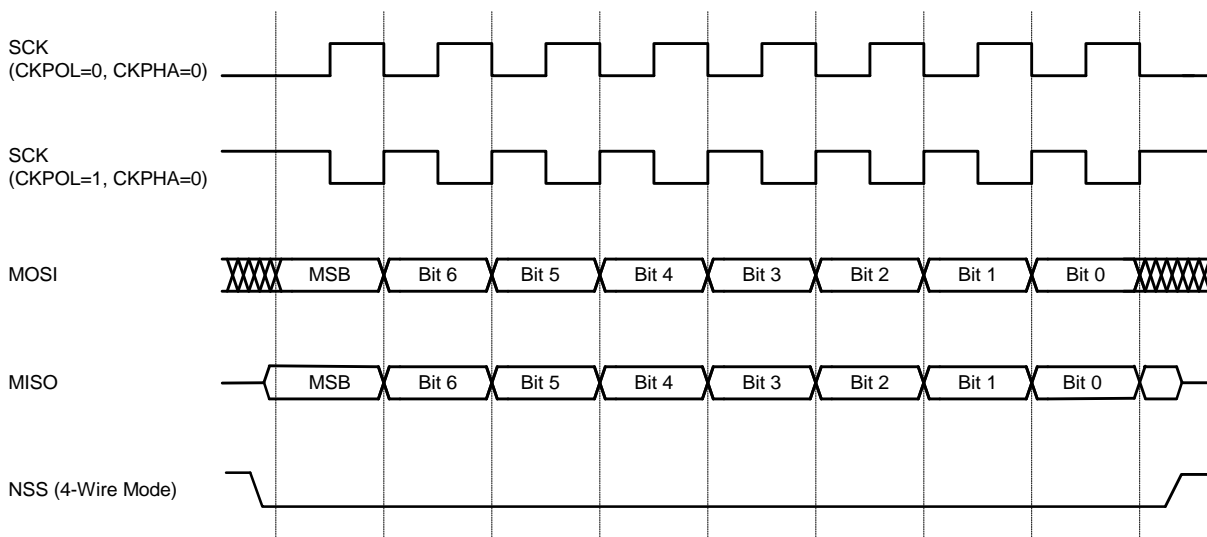 SCK
(CKPOL=0, CKPHA=0)
SCK
(CKPOL=1, CKPHA=0)
MOSI MSB Bit 6 Bit 5 Bit 4 Bit 3 Bit 2 Bit 1 Bit 0
MISO MSB Bit 6 Bit 5 Bit 4 Bit 3 Bit 2 Bit 1 Bit 0
NSS (4-Wire Mode)